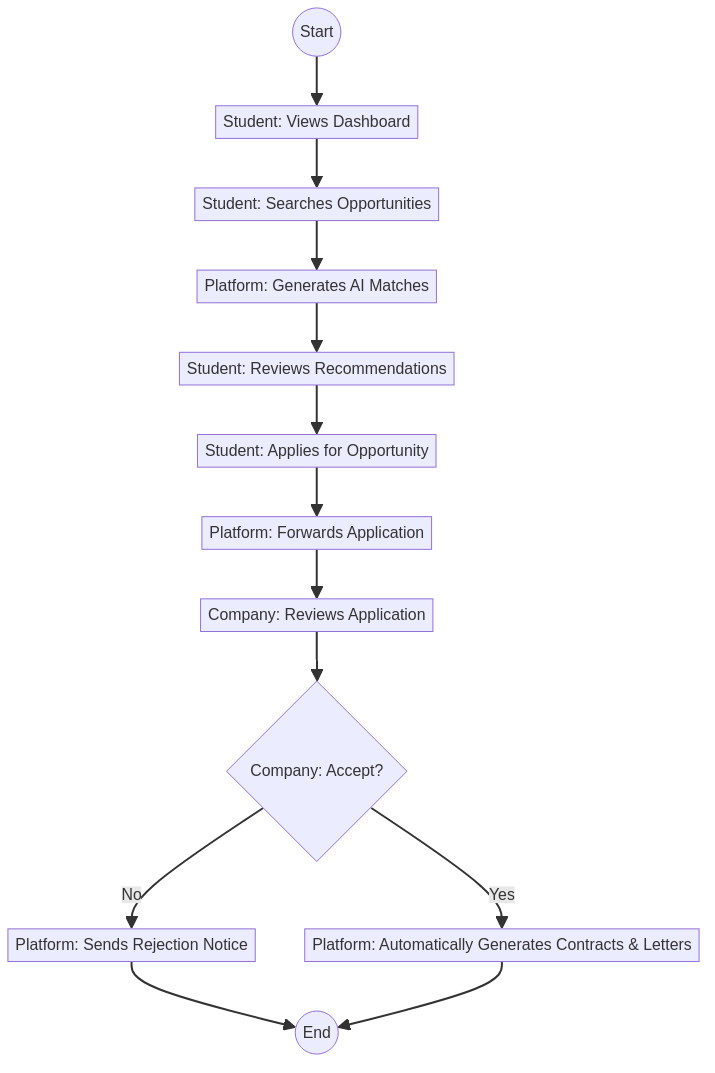 Start
Student: Views Dashboard
Student: Searches Opportunities
Platform: Generates AI Matches
Student: Reviews Recommendations
Student: Applies for Opportunity
Platform: Forwards Application
Company: Reviews Application
Company: Accept?
No
Yes
Platform: Sends Rejection Notice
Platform: Automatically Generates Contracts & Letters
End